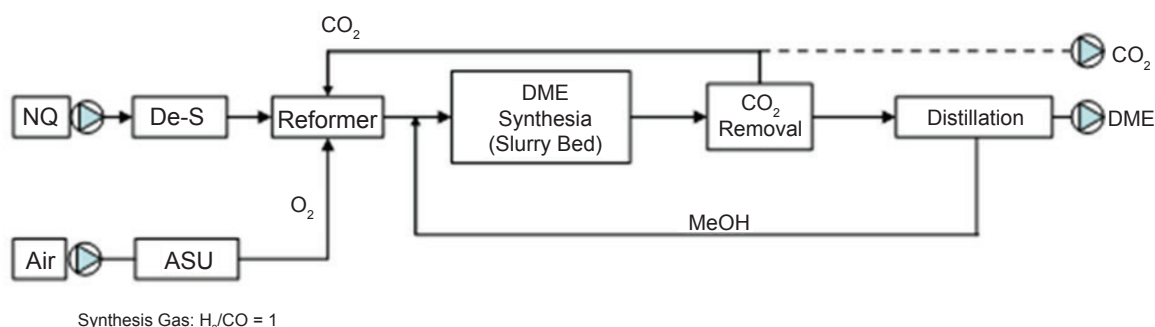 CO₂
CO₂
NQ
De-S
Reformer
DME
Synthesia
(Slurry Bed)
CO₂
Removal
Distillation
DME
O₂
MeOH
Air
ASU
Synthesis Gas: H₂/CO = 1